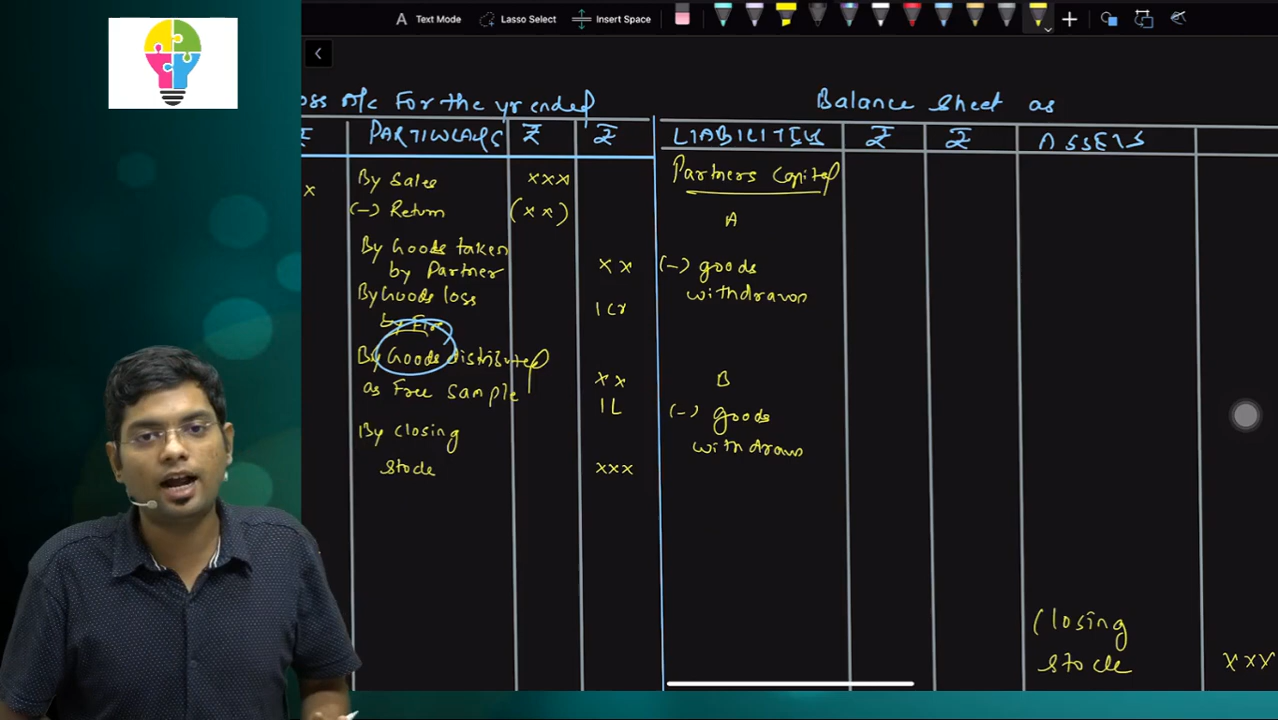 Text Mode
Lasso Select
Insert Space
oss A/c For the yr ended
Balance Sheet as
₹ PARTICULARS ₹ ₹
LIABILITIES ₹ ₹ ASSETS
x By Sales xxx
(-) Return (xx)
By Goods taken
by Partner xx
By Goods loss
by Fire 1Cr
By Goods distributed
as Free Sample xx
1L
By Closing
Stock xxx
Partners Capital
A
(-) goods
withdrawn
B
(-) goods
withdrawn
Closing
Stock xxx